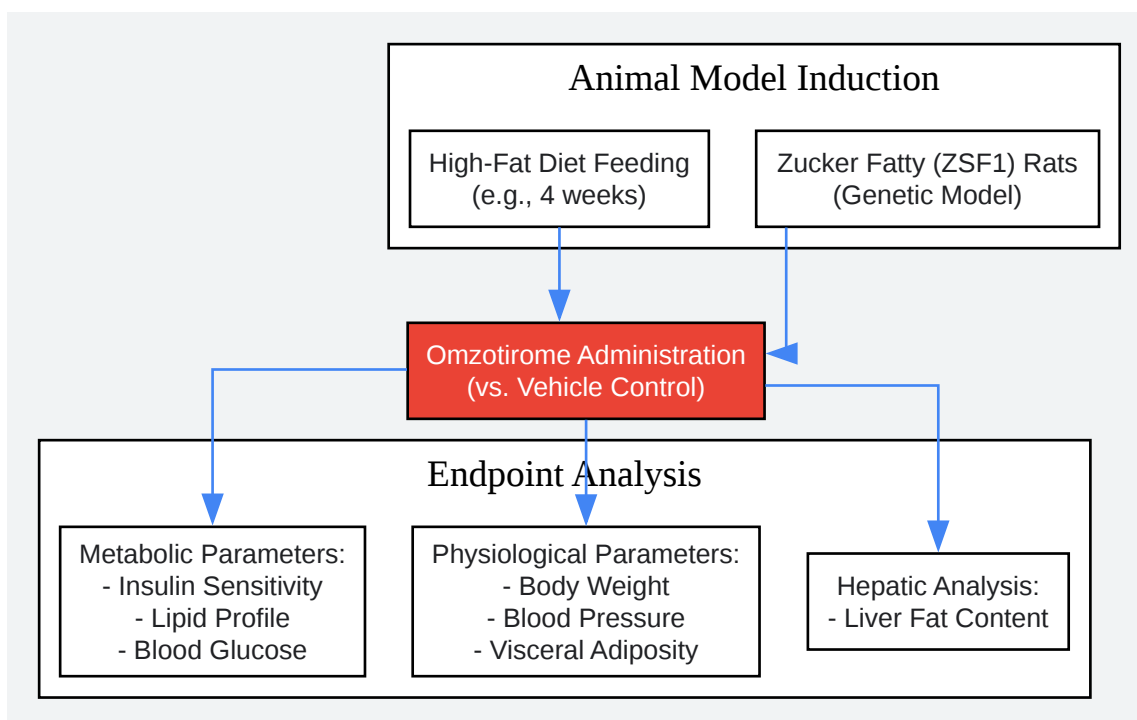 Animal Model Induction
High-Fat Diet Feeding
(e.g., 4 weeks)
Zucker Fatty (ZSF1) Rats
(Genetic Model)
Omzotirome Administration
(vs. Vehicle Control)
Endpoint Analysis
Metabolic Parameters:
- Insulin Sensitivity
- Lipid Profile
- Blood Glucose
Physiological Parameters:
- Body Weight
- Blood Pressure
- Visceral Adiposity
Hepatic Analysis:
- Liver Fat Content